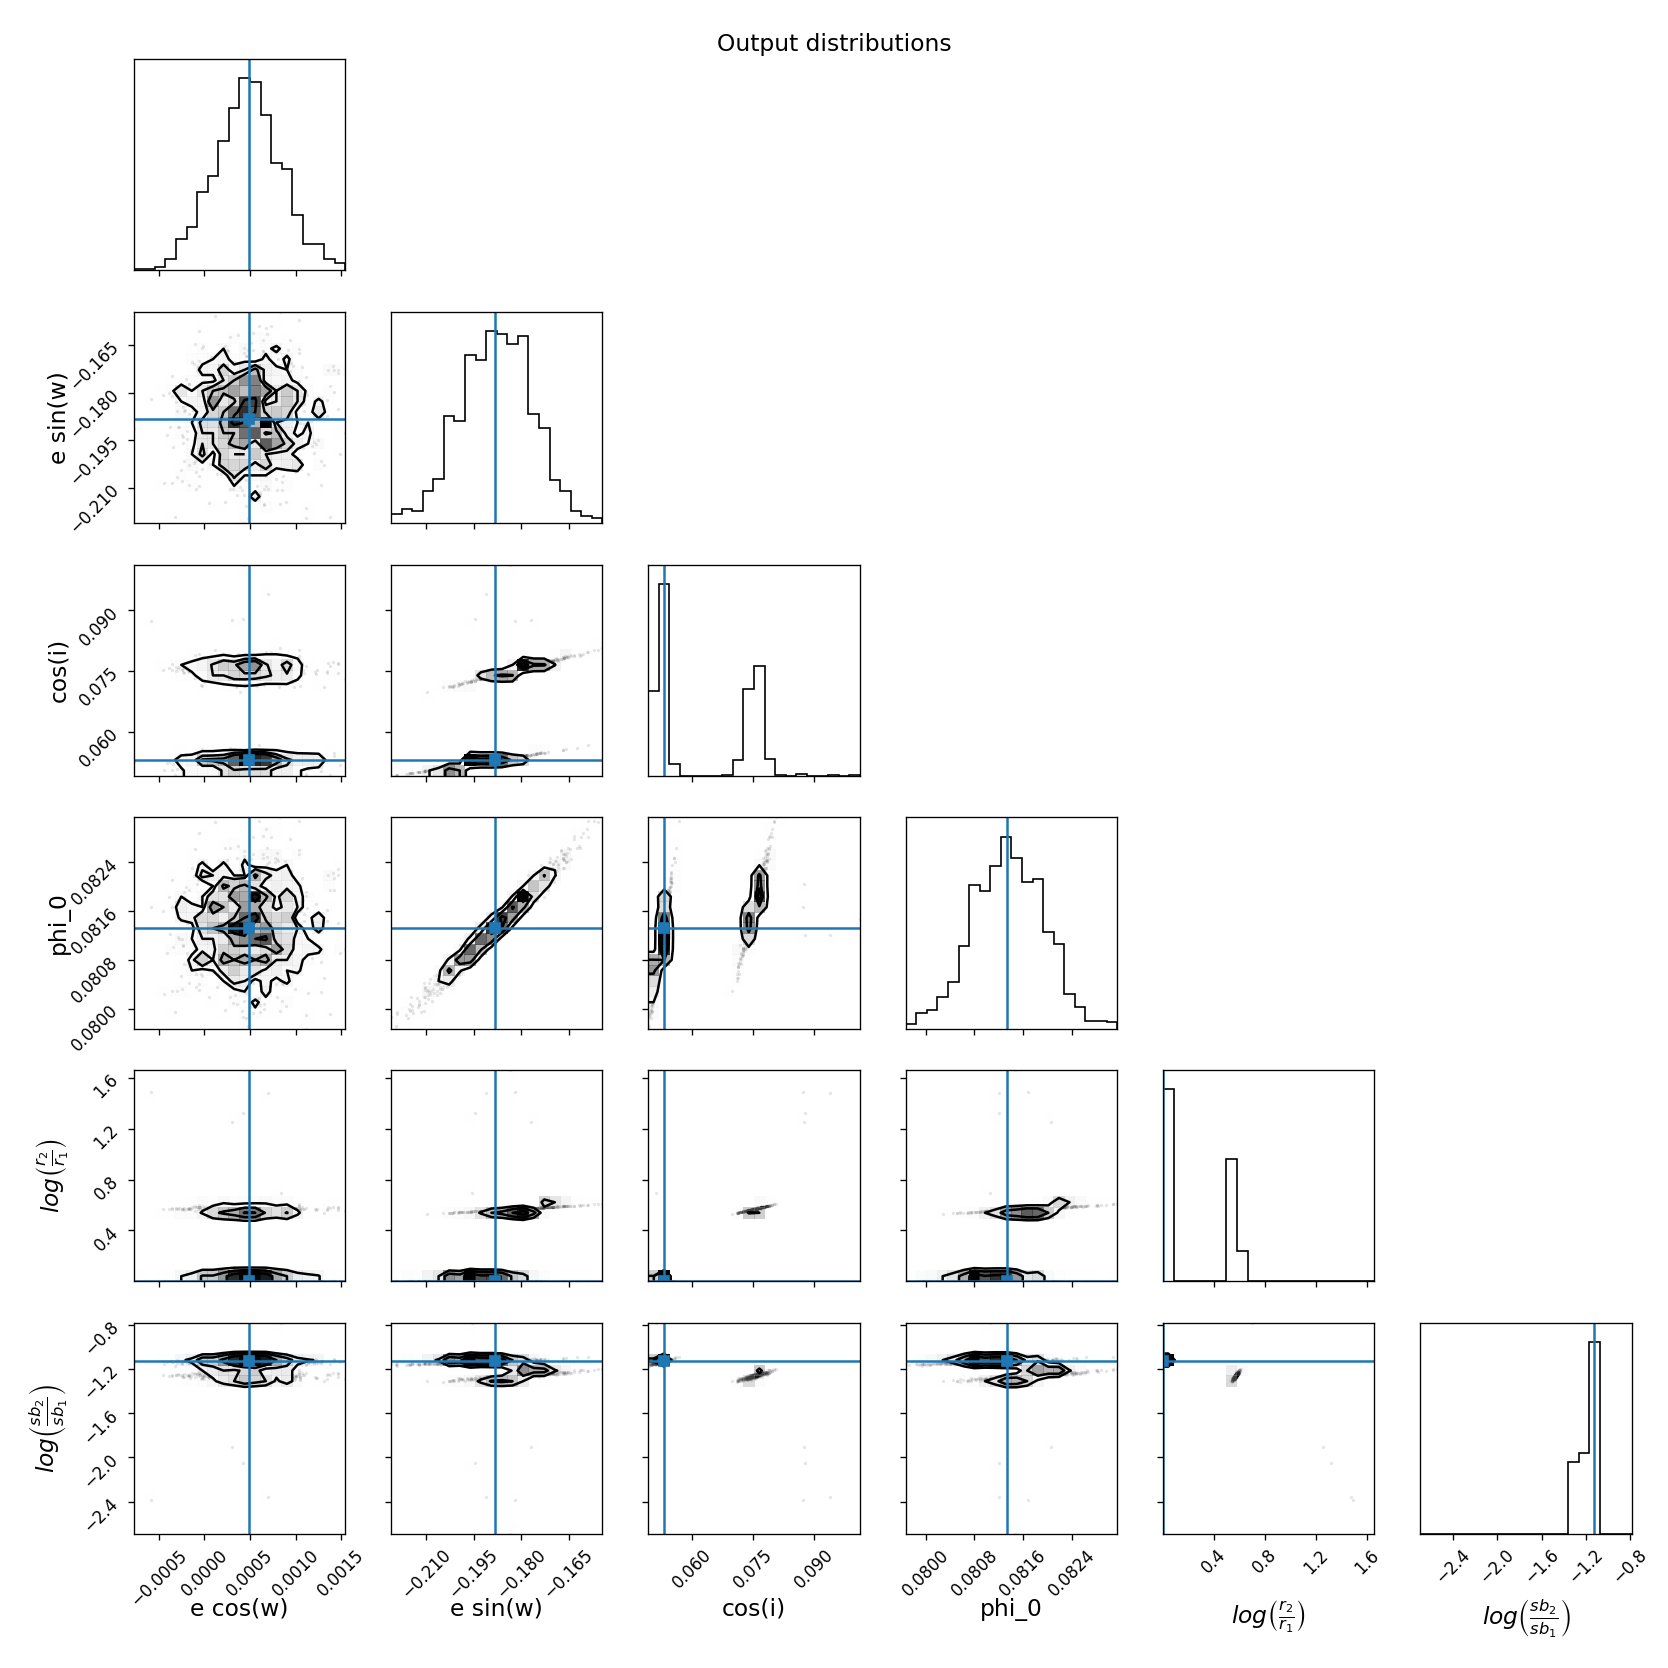 Output distributions
e sin(w)
−0.165
−0.180
−0.195
−0.210
cos(i)
0.090
0.075
0.060
phi_0
0.0824
0.0816
0.0808
0.0800
log(r₂/r₁)
1.6
1.2
0.8
0.4
log(sb₂/sb₁)
−0.8
−1.2
−1.6
−2.0
−2.4
−0.0005 0.0000 0.0005 0.0010 0.0015 −0.210 −0.195 −0.180 −0.165 0.060 0.075 0.090 0.0800 0.0808 0.0816 0.0824 0.4 0.8 1.2 1.6 −2.4 −2.0 −1.6 −1.2 −0.8
e cos(w) e sin(w) cos(i) phi_0 log(r₂/r₁) log(sb₂/sb₁)